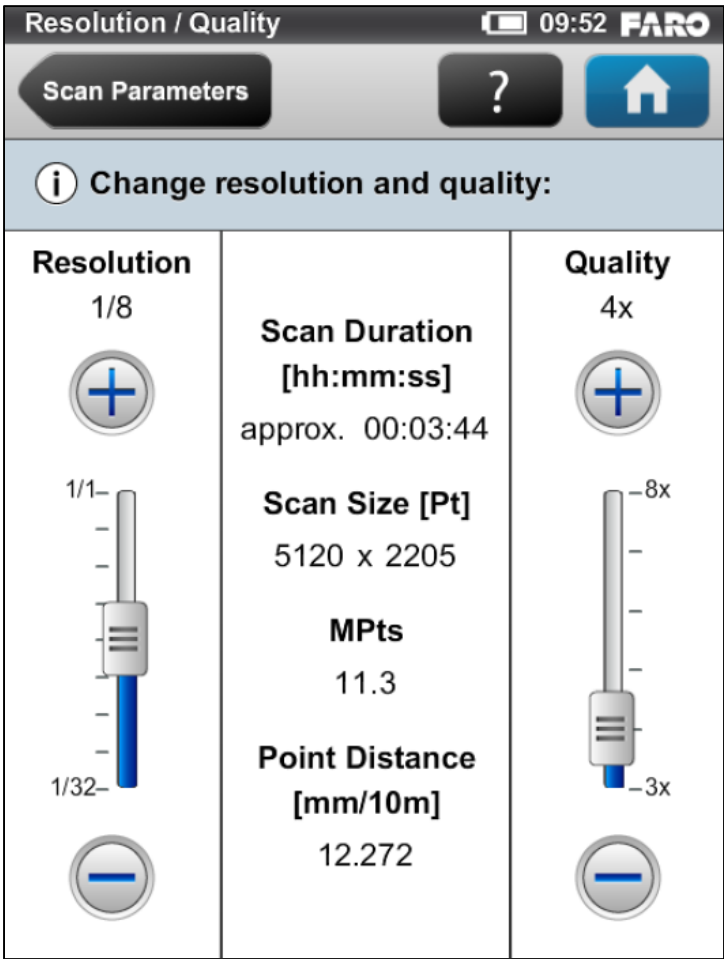 Resolution / Quality 09:52 FARO
Scan Parameters ?
i Change resolution and quality:
Resolution
1/8
1/1
1/32
Scan Duration
[hh:mm:ss]
approx. 00:03:44
Scan Size [Pt]
5120 x 2205
MPts
11.3
Point Distance
[mm/10m]
12.272
Quality
4x
8x
3x